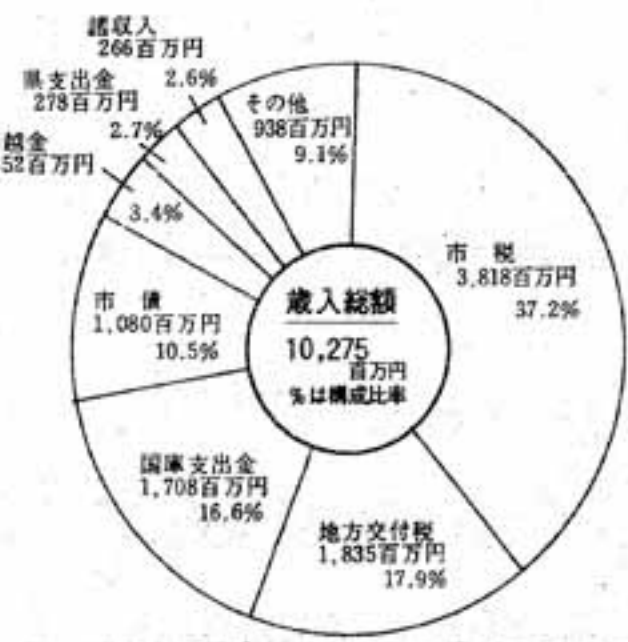 諸収入
266百万円
2.6%
県支出金
278百万円
2.7%
越金
52百万円
3.4%
その他
938百万円
9.1%
市 税
3,818百万円
37.2%
市 債
1,080百万円
10.5%
歳入総額
10,275
百万円
%は構成比率
国庫支出金
1,708百万円
16.6%
地方交付税
1,835百万円
17.9%